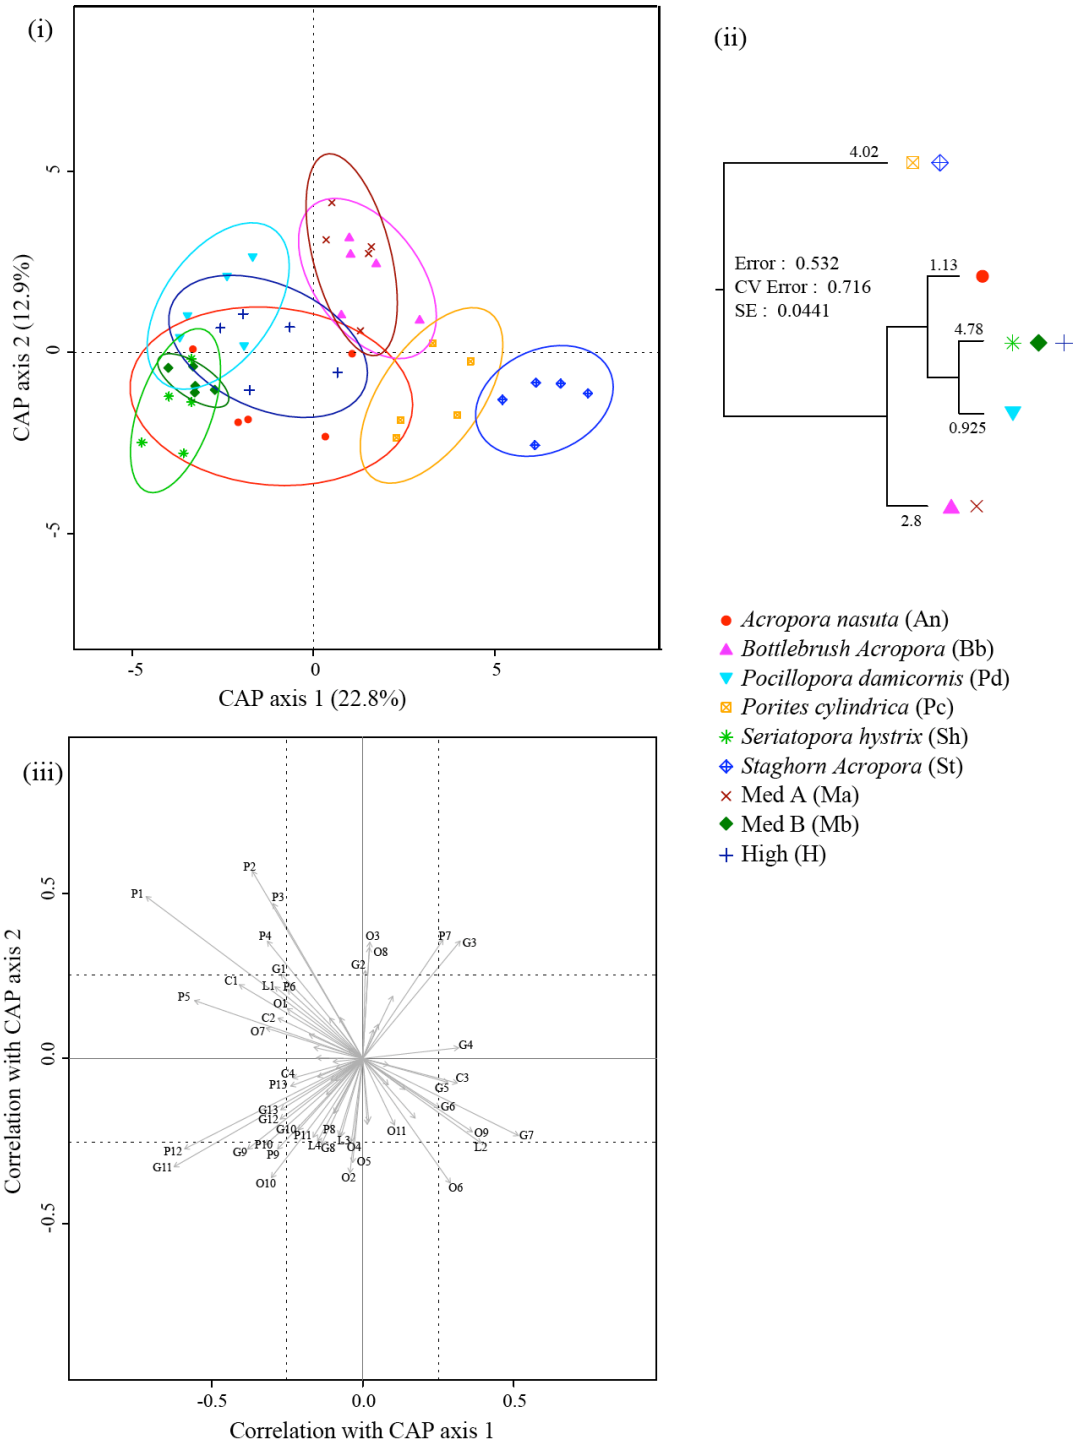 (i)
5
0
-5
CAP axis 2 (12.9%)
-5
0
5
CAP axis 1 (22.8%)
(ii)
4.02
Error : 0.532
CV Error : 0.716
SE : 0.0441
1.13
4.78
0.925
2.8
Acropora nasuta (An)
Bottlebrush Acropora (Bb)
Pocillopora damicornis (Pd)
Porites cylindrica (Pc)
Seriatopora hystrix (Sh)
Staghorn Acropora (St)
Med A (Ma)
Med B (Mb)
High (H)
(iii)
0.5
0.0
-0.5
Correlation with CAP axis 2
P2
P1
P3
P4
O3
P7
G3
O8
G1
G2
C1
L1
P6
P5
O1
C2
O7
G4
C4
C3
P13
G5
G13
G6
G12
G10
P8
O11
O9
P11
G7
L3
P10
L4
G8
O4
L2
P12
G9
P9
O5
G11
O2
O10
O6
-0.5
0.0
0.5
Correlation with CAP axis 1